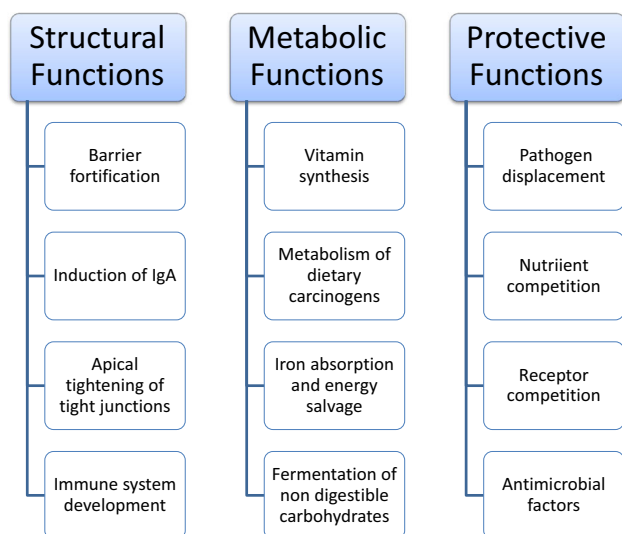 Structural
Functions
Barrier
fortification
Induction of IgA
Apical
tightening of
tight junctions
Immune system
development
Metabolic
Functions
Vitamin
synthesis
Metabolism of
dietary
carcinogens
Iron absorption
and energy
salvage
Fermentation of
non digestible
carbohydrates
Protective
Functions
Pathogen
displacement
Nutriient
competition
Receptor
competition
Antimicrobial
factors